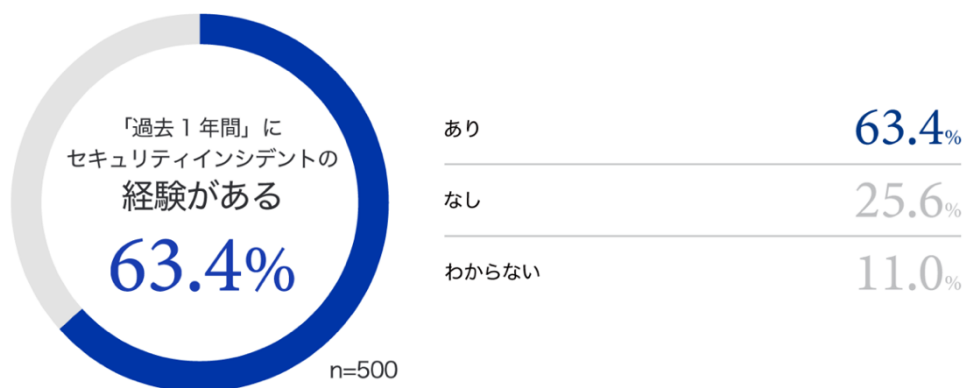 「過去1年間」に
セキュリティインシデントの
経験がある
63.4%
n=500
あり 63.4%
なし 25.6%
わからない 11.0%